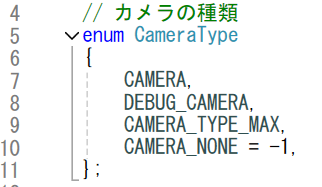 4 // カメラの種類
5 enum CameraType
6 {
7 CAMERA,
8 DEBUG_CAMERA,
9 CAMERA_TYPE_MAX,
10 CAMERA_NONE = -1,
11 };